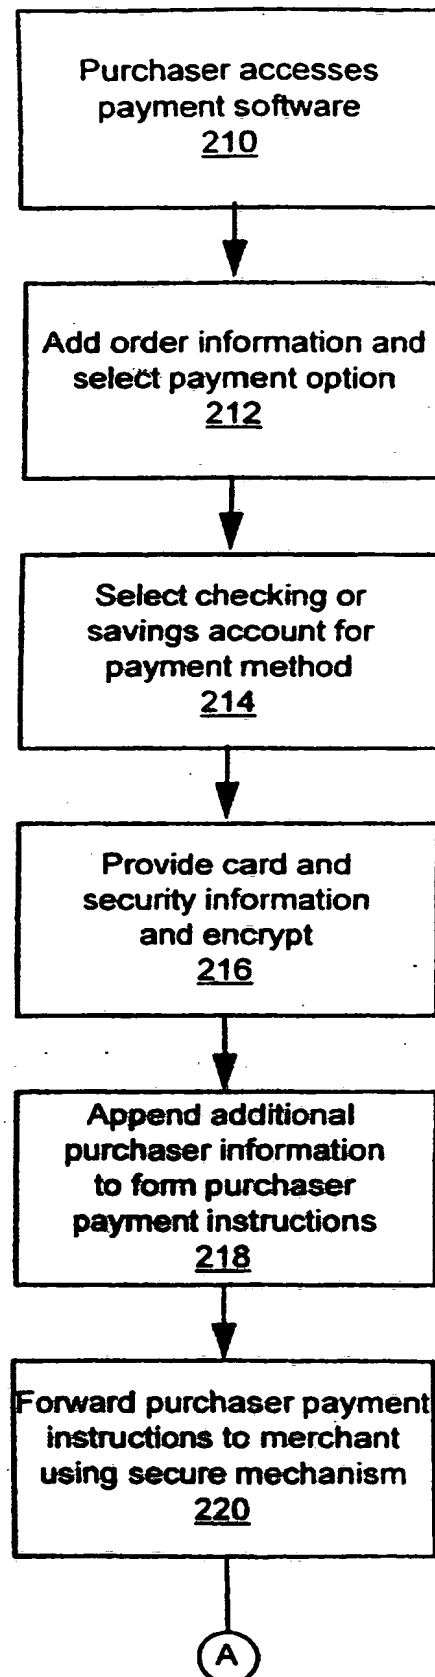 Purchaser accesses
payment software
210
Add order information and
select payment option
212
Select checking or
savings account for
payment method
214
Provide card and
security information
and encrypt
216
Append additional
purchaser information
to form purchaser
payment instructions
218
Forward purchaser payment
instructions to merchant
using secure mechanism
220
A